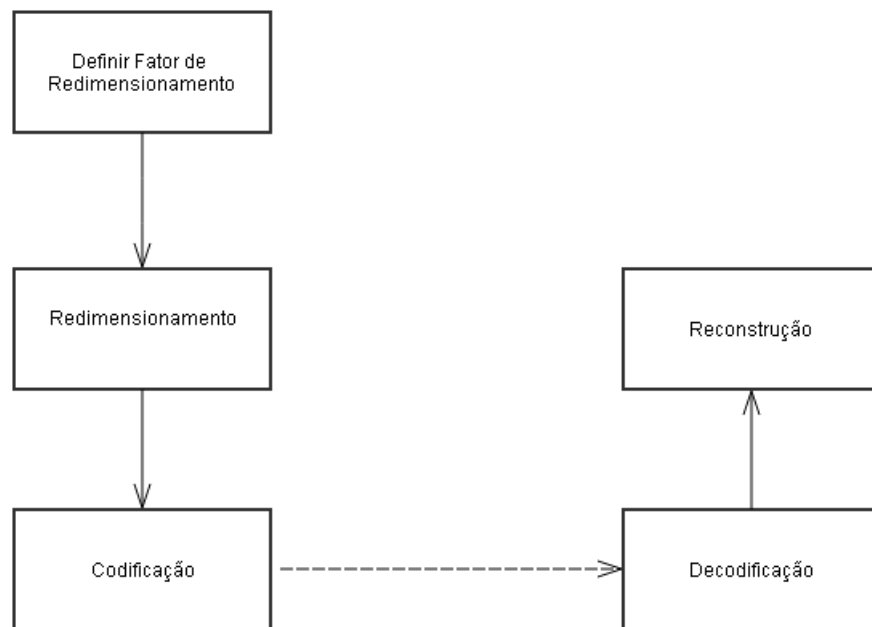 Definir Fator de
Redimensionamento
Redimensionamento
Reconstrução
Codificação
Decodificação